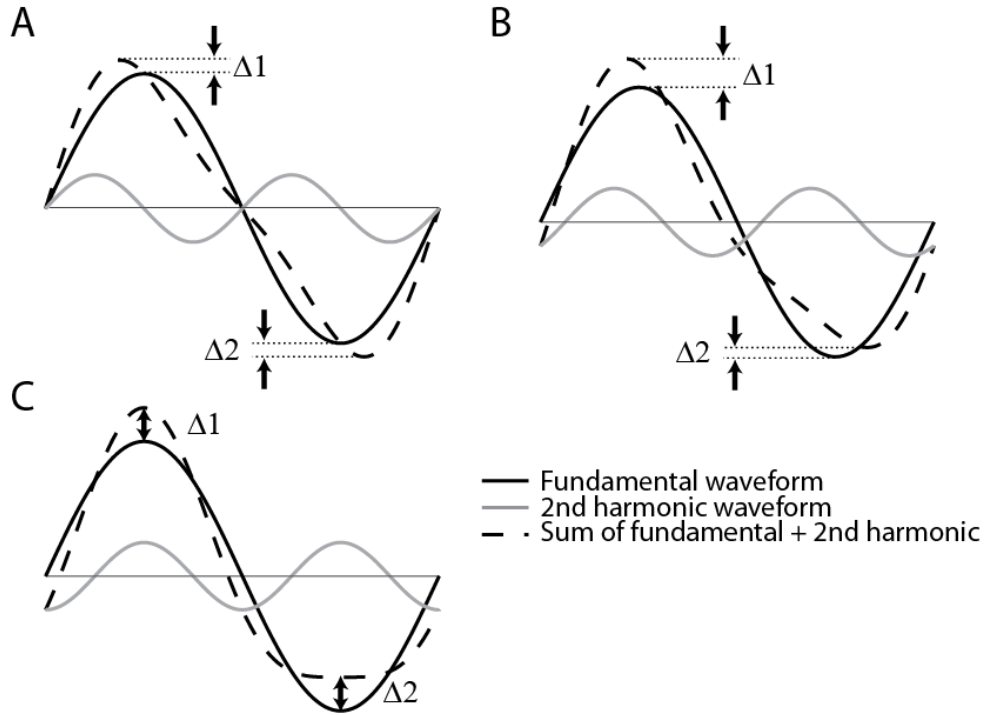 A
Δ1
Δ2
B
Δ1
Δ2
C
Δ1
Δ2
Fundamental waveform
2nd harmonic waveform
Sum of fundamental + 2nd harmonic